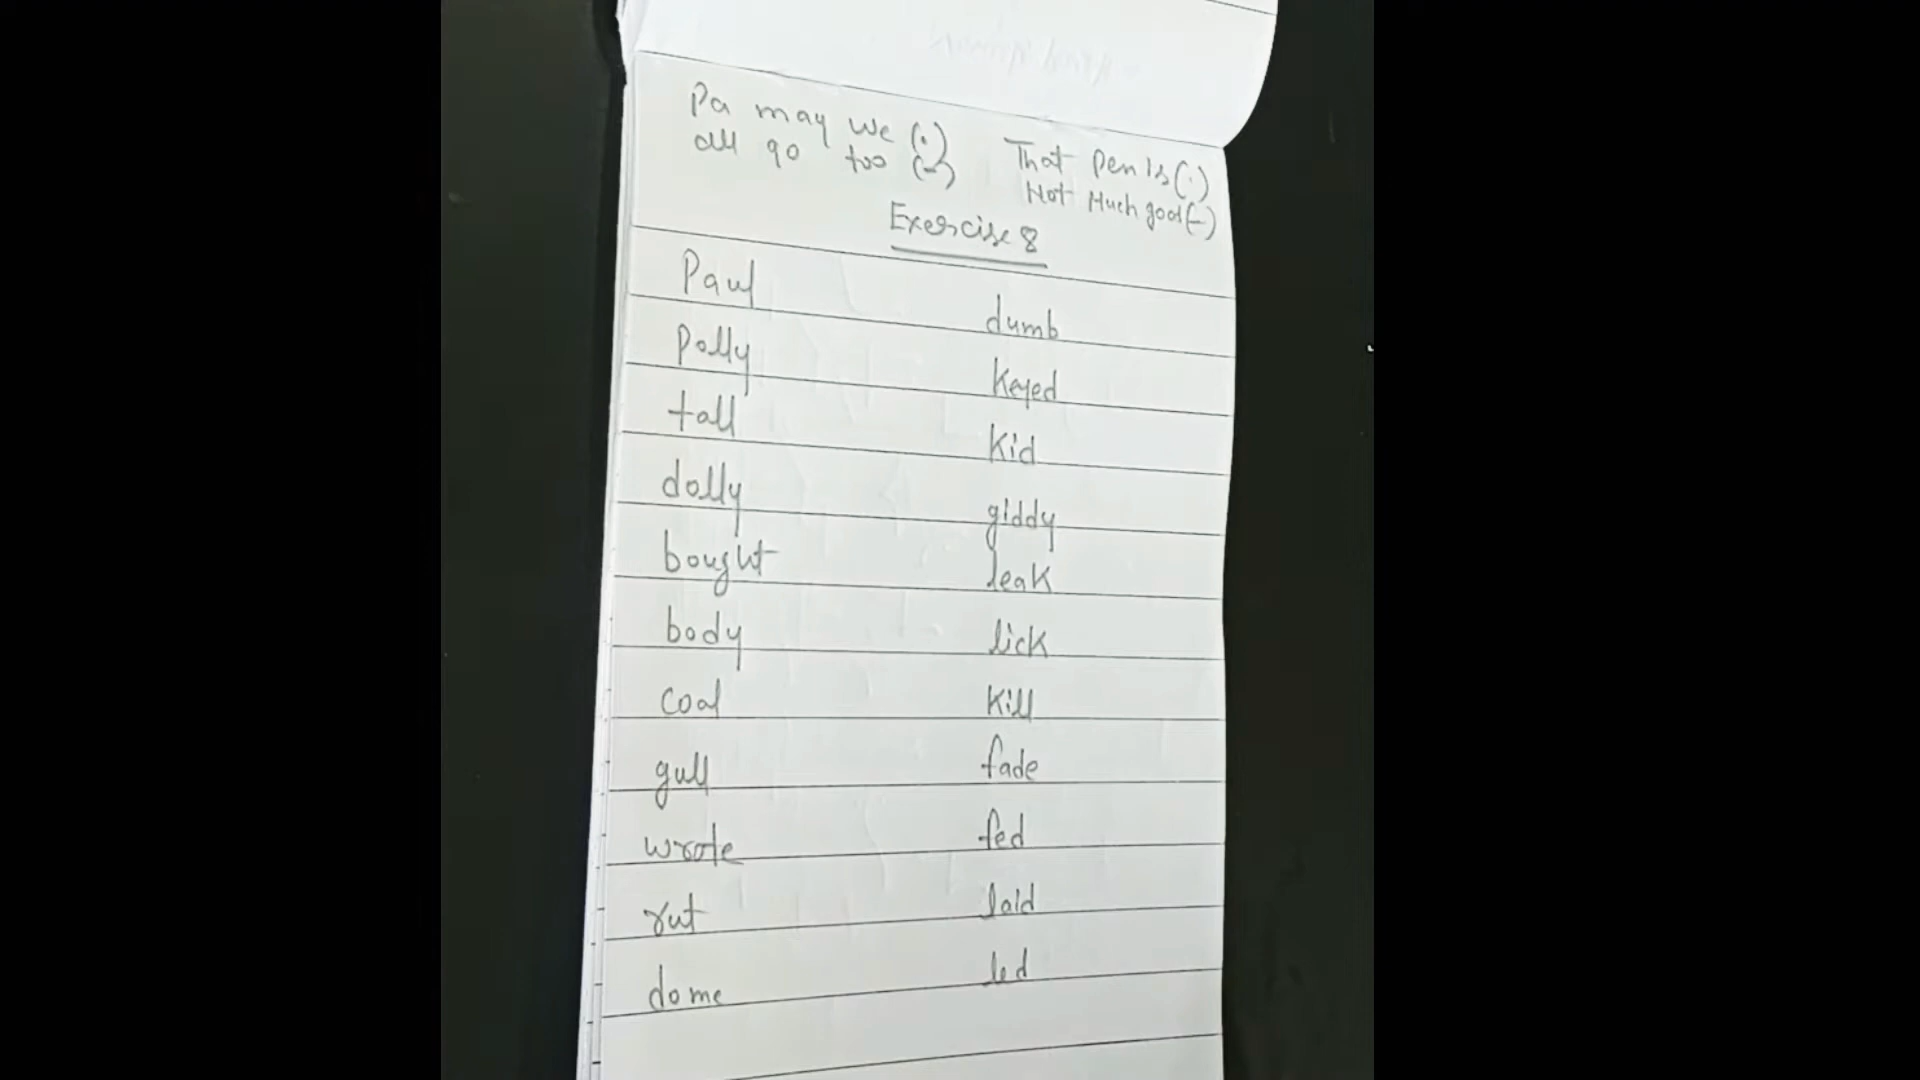 Pa may we (.)
all go too (-)
That Pen is (.)
Not Much good (-)
Exercise 8
Paul
Polly
tall
dolly
bought
body
coal
gull
wrote
rut
dome
dumb
Keyed
Kid
giddy
leak
lick
Kill
fade
fed
laid
led